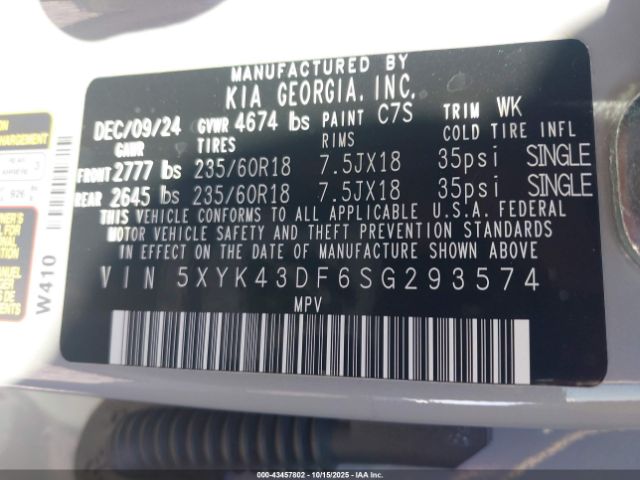 MANUFACTURED BY
KIA GEORGIA, INC.
DEC/09/24 GVWR 4674 lbs PAINT C7S TRIM WK
GAWR TIRES RIMS COLD TIRE INFL
FRONT 2777 lbs 235/60R18 7.5JX18 35psi SINGLE
REAR 2645 lbs 235/60R18 7.5JX18 35psi SINGLE
THIS VEHICLE CONFORMS TO ALL APPLICABLE U.S.A. FEDERAL
MOTOR VEHICLE SAFETY AND THEFT PREVENTION STANDARDS
IN EFFECT ON THE DATE OF MANUFACTURE SHOWN ABOVE.
VIN 5XYK43DF6SG293574
MPV
W410
000-43457802 - 10/15/2025 - COPYRIGHT IAA, LLC.